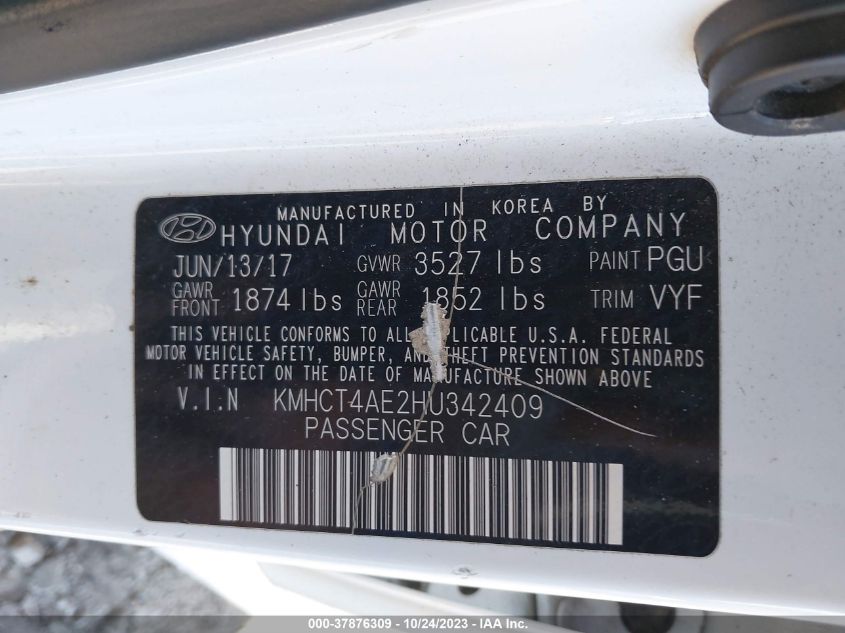 MANUFACTURED IN KOREA BY
HYUNDAI MOTOR COMPANY
JUN/13/17 GVWR 3527 lbs PAINT PGU
GAWR FRONT 1874 lbs GAWR REAR 1852 lbs TRIM VYF
THIS VEHICLE CONFORMS TO ALL APPLICABLE U.S.A. FEDERAL
MOTOR VEHICLE SAFETY, BUMPER, AND THEFT PREVENTION STANDARDS
IN EFFECT ON THE DATE OF MANUFACTURE SHOWN ABOVE
V.I.N KMHCT4AE2HU342409
PASSENGER CAR
000-37876309 | 10/24/2023 - IAA Inc.